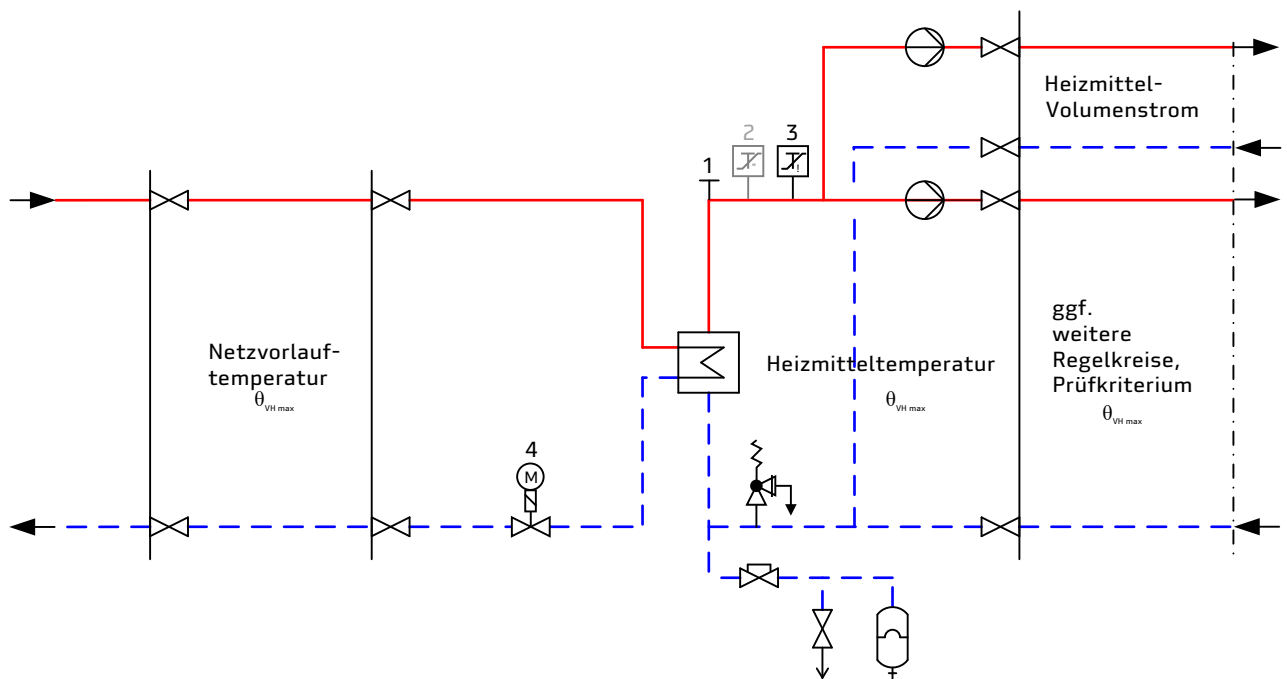 Heizmittel-
Volumenstrom
2
3
1
4
M
Netzvorlauf-
temperatur
θVH max
Heizmitteltemperatur
θVH max
ggf.
weitere
Regelkreise,
Prüfkriterium
θVH max